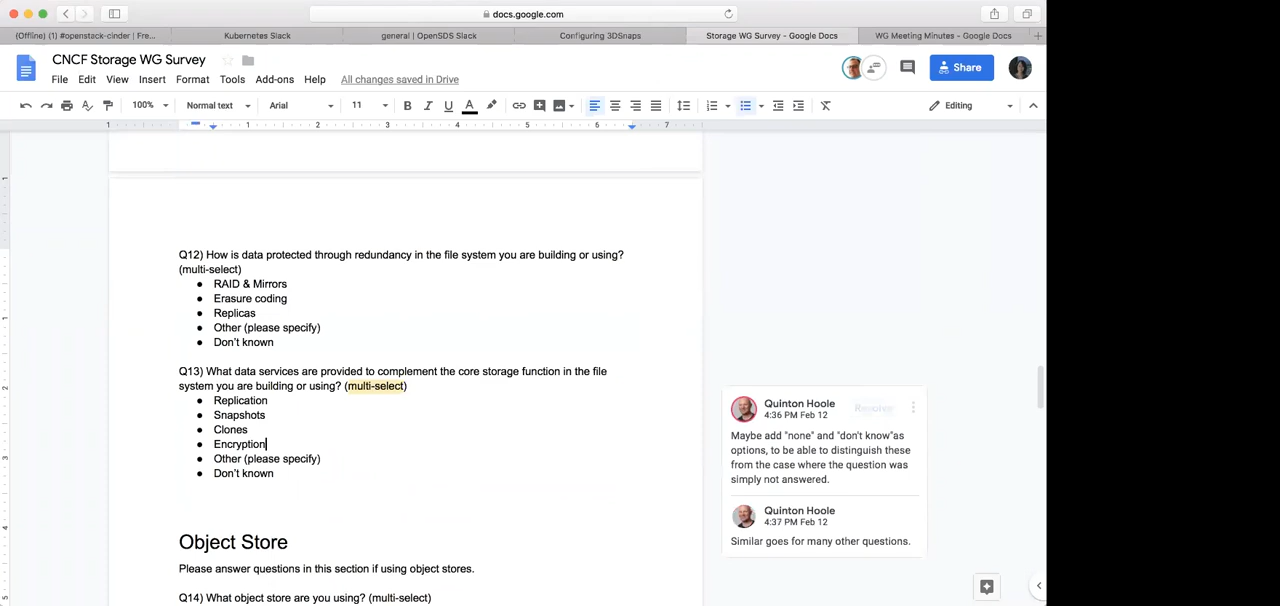 docs.google.com
(Offline) (1) #openstack-cinder | Fre...
Kubernetes Slack
general | OpenSDS Slack
Configuring 3DSnaps
Storage WG Survey - Google Docs
WG Meeting Minutes - Google Docs
CNCF Storage WG Survey
File Edit View Insert Format Tools Add-ons Help All changes saved in Drive
Share
100% Normal text Arial 11 B I U A Editing
1 1 2 3 4 5 6 7
Q12) How is data protected through redundancy in the file system you are building or using?
(multi-select)
● RAID & Mirrors
● Erasure coding
● Replicas
● Other (please specify)
● Don't known
Q13) What data services are provided to complement the core storage function in the file
system you are building or using? (multi-select)
● Replication
● Snapshots
● Clones
● Encryption
● Other (please specify)
● Don't known
Object Store
Please answer questions in this section if using object stores.
Q14) What object store are you using? (multi-select)
Quinton Hoole
4:36 PM Feb 12
Resolve
Maybe add "none" and "don't know"as
options, to be able to distinguish these
from the case where the question was
simply not answered.
Quinton Hoole
4:37 PM Feb 12
Similar goes for many other questions.